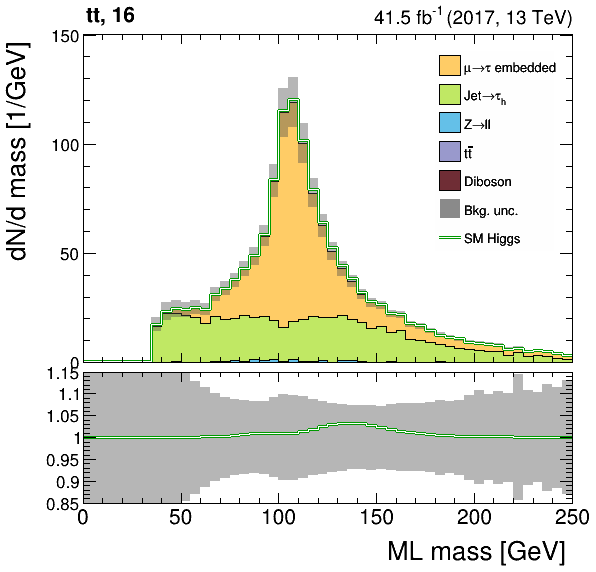 tt, 16
41.5 fb⁻¹ (2017, 13 TeV)
dN/d mass [1/GeV]
150
100
50
0
μ→τ embedded
Jet→τₕ
Z→ll
tt̅
Diboson
Bkg. unc.
SM Higgs
1.15
1.1
1.05
1
0.95
0.9
0.85
0 50 100 150 200 250
ML mass [GeV]